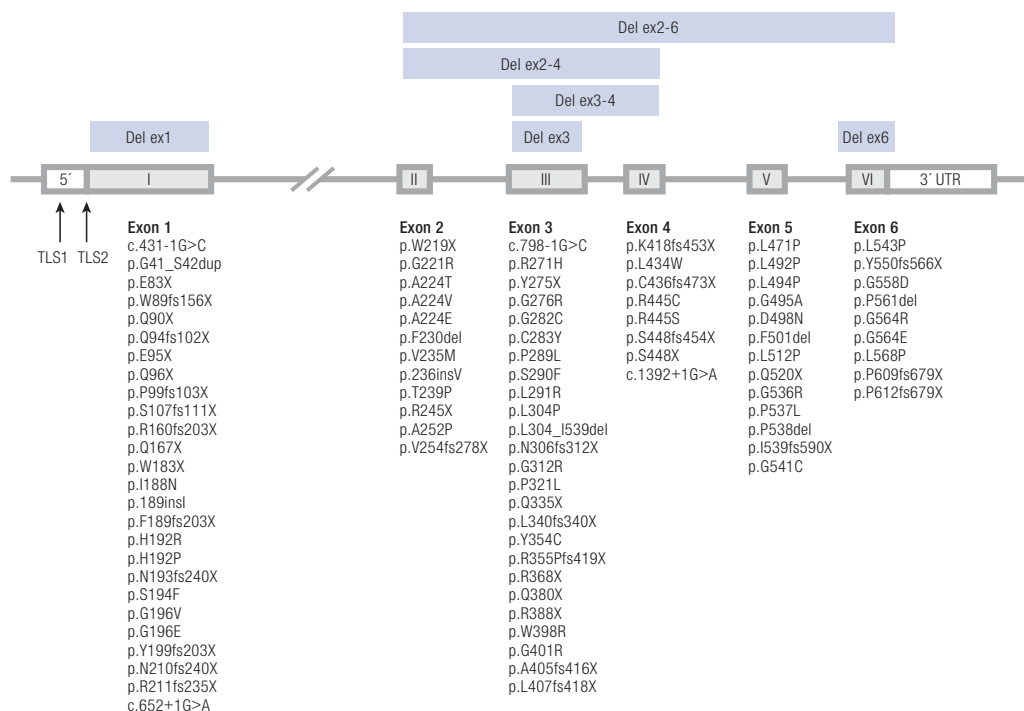 Del ex2-6
Del ex2-4
Del ex3-4
Del ex1
Del ex3
Del ex6
5´
I
II
III
IV
V
VI
3´ UTR
TLS1
TLS2
Exon 1
c.431-1G>C
p.G41_S42dup
p.E83X
p.W89fs156X
p.Q90X
p.Q94fs102X
p.E95X
p.Q96X
p.P99fs103X
p.S107fs111X
p.R160fs203X
p.Q167X
p.W183X
p.I188N
p.189insI
p.F189fs203X
p.H192R
p.H192P
p.N193fs240X
p.S194F
p.G196V
p.G196E
p.Y199fs203X
p.N210fs240X
p.R211fs235X
c.652+1G>A
Exon 2
p.W219X
p.G221R
p.A224T
p.A224V
p.A224E
p.F230del
p.V235M
p.236insV
p.T239P
p.R245X
p.A252P
p.V254fs278X
Exon 3
c.798-1G>C
p.R271H
p.Y275X
p.G276R
p.G282C
p.C283Y
p.P289L
p.S290F
p.L291R
p.L304P
p.L304_I539del
p.N306fs312X
p.G312R
p.P321L
p.Q335X
p.L340fs340X
p.Y354C
p.R355Pfs419X
p.R368X
p.Q380X
p.R388X
p.W398R
p.G401R
p.A405fs416X
p.L407fs418X
Exon 4
p.K418fs453X
p.L434W
p.C436fs473X
p.R445C
p.R445S
p.S448fs454X
p.S448X
c.1392+1G>A
Exon 5
p.L471P
p.L492P
p.L494P
p.G495A
p.D498N
p.F501del
p.L512P
p.Q520X
p.G536R
p.P537L
p.P538del
p.I539fs590X
p.G541C
Exon 6
p.L543P
p.Y550fs566X
p.G558D
p.P561del
p.G564R
p.G564E
p.L568P
p.P609fs679X
p.P612fs679X